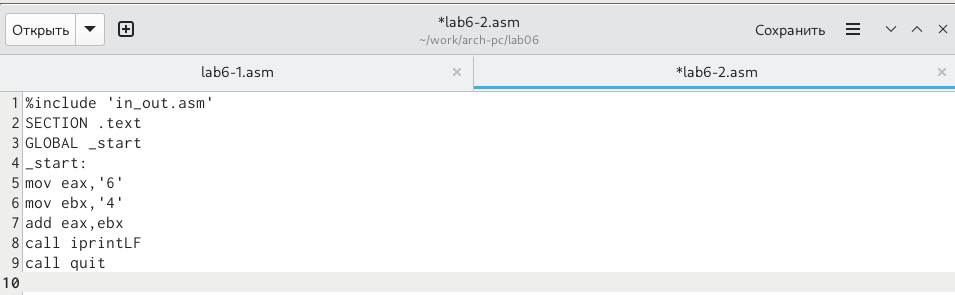 Открыть
*lab6-2.asm
~/work/arch-pc/lab06
Сохранить
lab6-1.asm
*lab6-2.asm
1 %include 'in_out.asm'
2 SECTION .text
3 GLOBAL _start
4 _start:
5 mov eax,'6'
6 mov ebx,'4'
7 add eax,ebx
8 call iprintLF
9 call quit
10